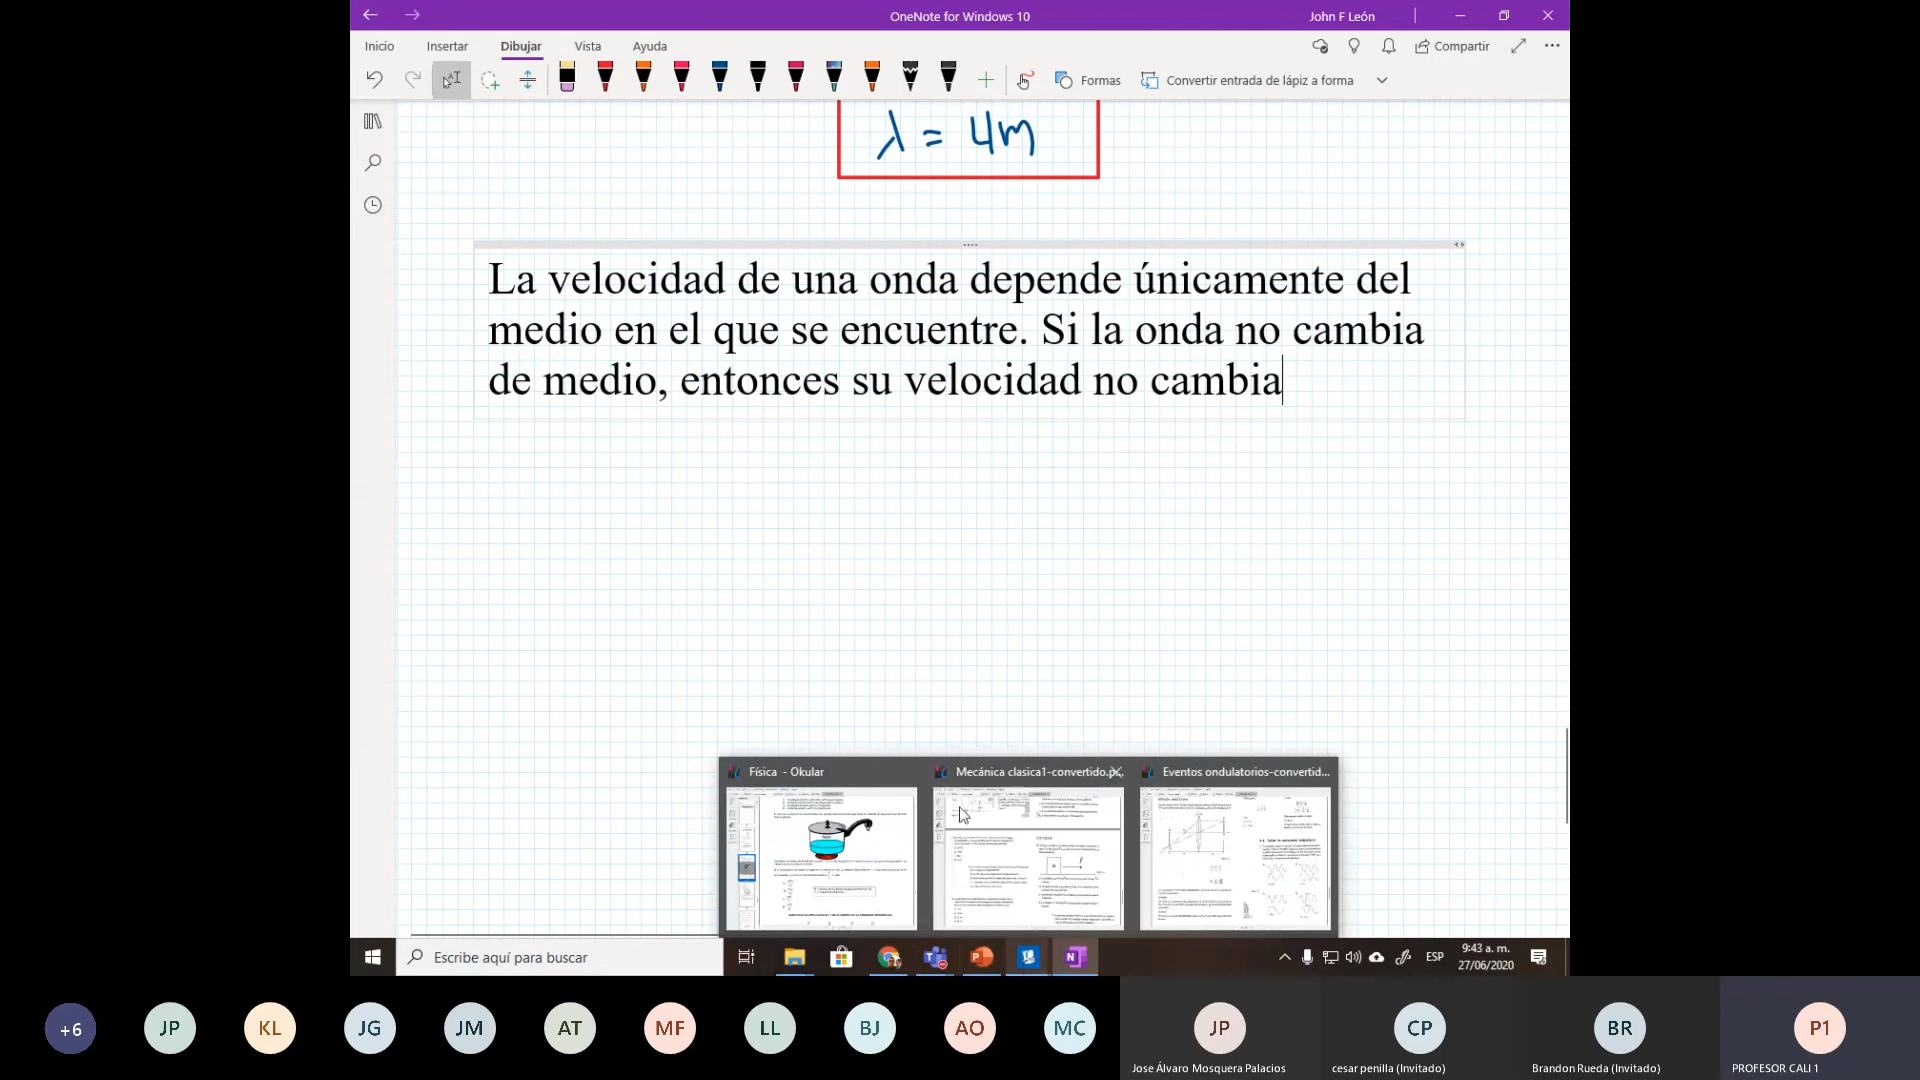 OneNote for Windows 10
John F León
Inicio
Insertar
Dibujar
Vista
Ayuda
Compartir
Formas
Convertir entrada de lápiz a forma
λ = 4m
La velocidad de una onda depende únicamente del
medio en el que se encuentre. Si la onda no cambia
de medio, entonces su velocidad no cambia
Física - Okular
Mecánica clasica1-convertido.p...
Eventos ondulatorios-convertid...
Escribe aquí para buscar
ESP
9:43 a. m.
27/06/2020
+6
JP
KL
JG
JM
AT
MF
LL
BJ
AO
MC
JP
CP
BR
P1
Jose Álvaro Mosquera Palacios
cesar penilla (Invitado)
Brandon Rueda (Invitado)
PROFESOR CALI 1